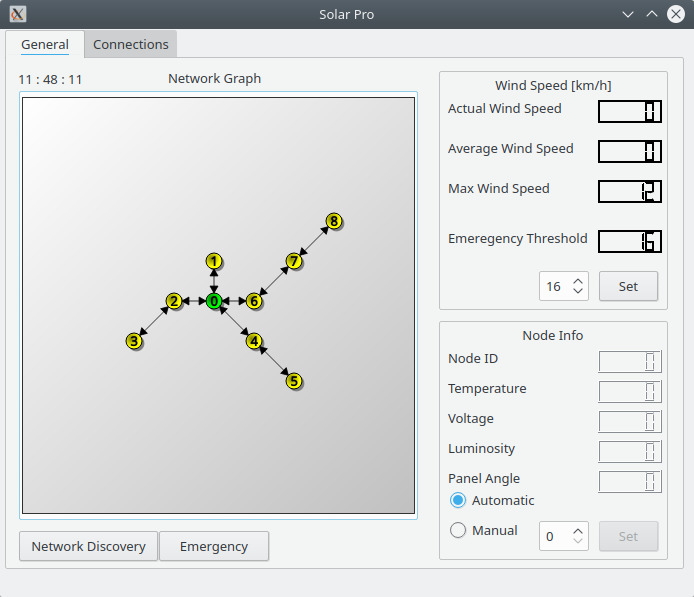 Solar Pro
General Connections
11 : 48 : 11 Network Graph
8
1 7
2 0 6
3 4
5
Network Discovery Emergency
Wind Speed [km/h]
Actual Wind Speed 0
Average Wind Speed 0
Max Wind Speed 12
Emeregency Threshold 16
16 Set
Node Info
Node ID 0
Temperature 0
Voltage 0
Luminosity 0
Panel Angle 0
Automatic
Manual 0 Set